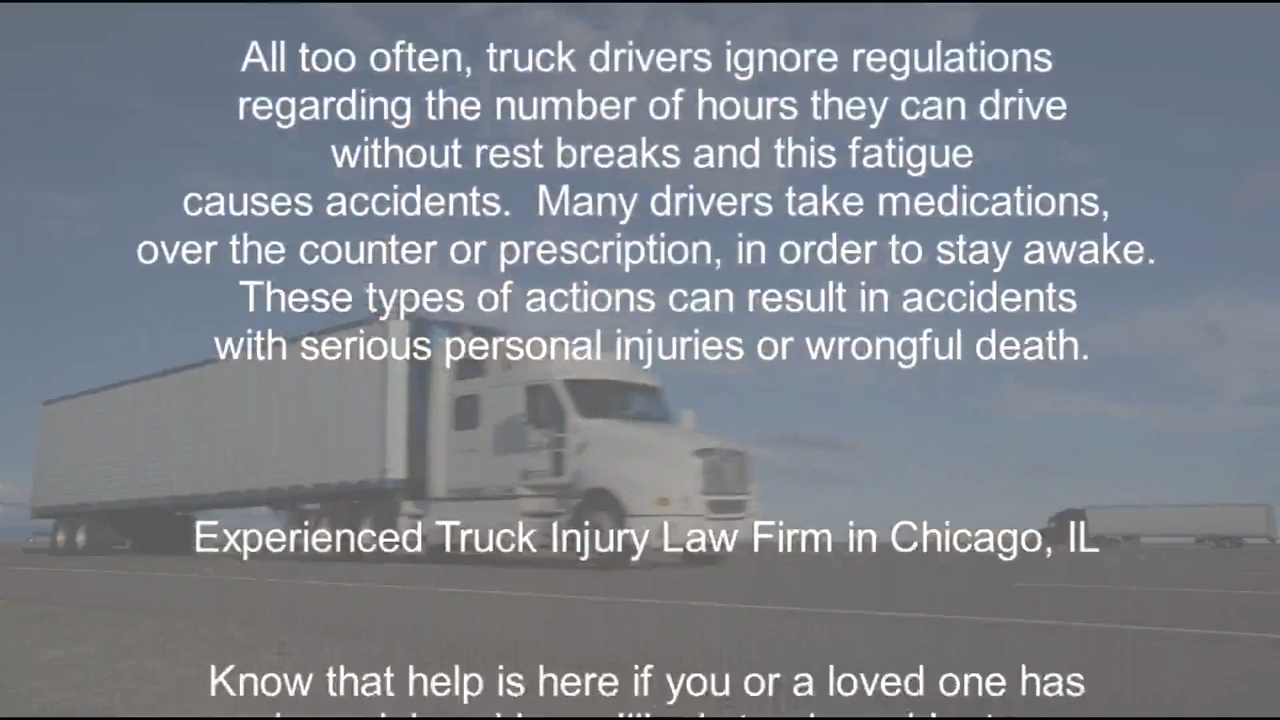 All too often, truck drivers ignore regulations
regarding the number of hours they can drive
without rest breaks and this fatigue
causes accidents.  Many drivers take medications,
over the counter or prescription, in order to stay awake.
These types of actions can result in accidents
with serious personal injuries or wrongful death.
Experienced Truck Injury Law Firm in Chicago, IL
Know that help is here if you or a loved one has